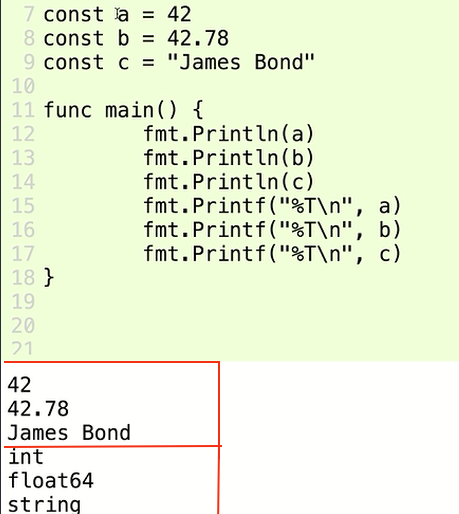 7 const a = 42
8 const b = 42.78
9 const c = "James Bond"
10
11 func main() {
12         fmt.Println(a)
13         fmt.Println(b)
14         fmt.Println(c)
15         fmt.Printf("%T\n", a)
16         fmt.Printf("%T\n", b)
17         fmt.Printf("%T\n", c)
18 }
19
20
21
42
42.78
James Bond
int
float64
string